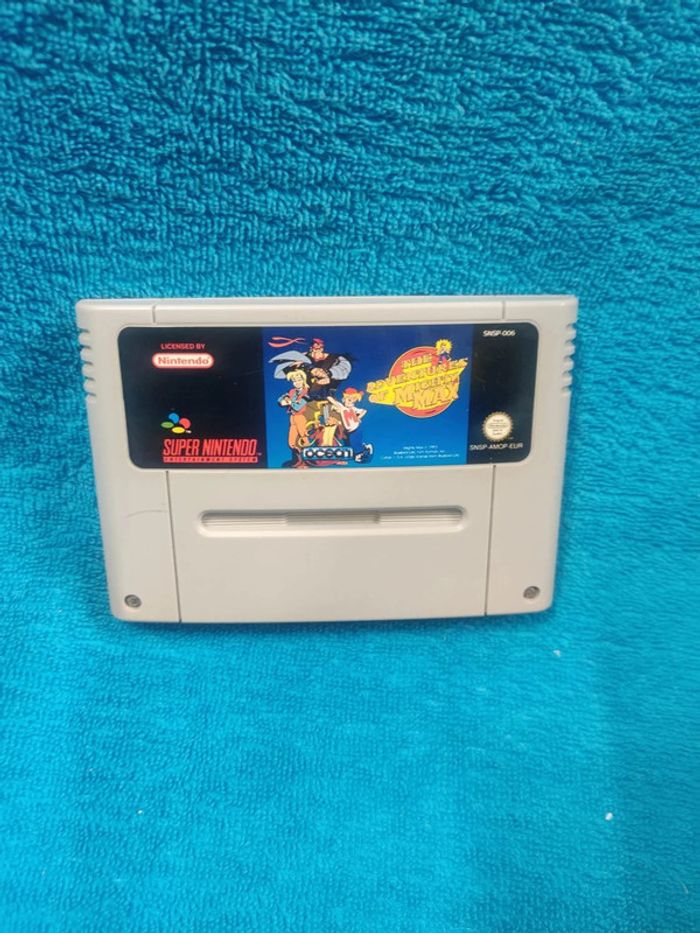 LICENSED BY
Nintendo
SUPER NINTENDO
ENTERTAINMENT SYSTEM
ocean
THE
ADVENTURES
OF MIGHTY
MAX
SNSP-006
SNSP-AMOP-EUR